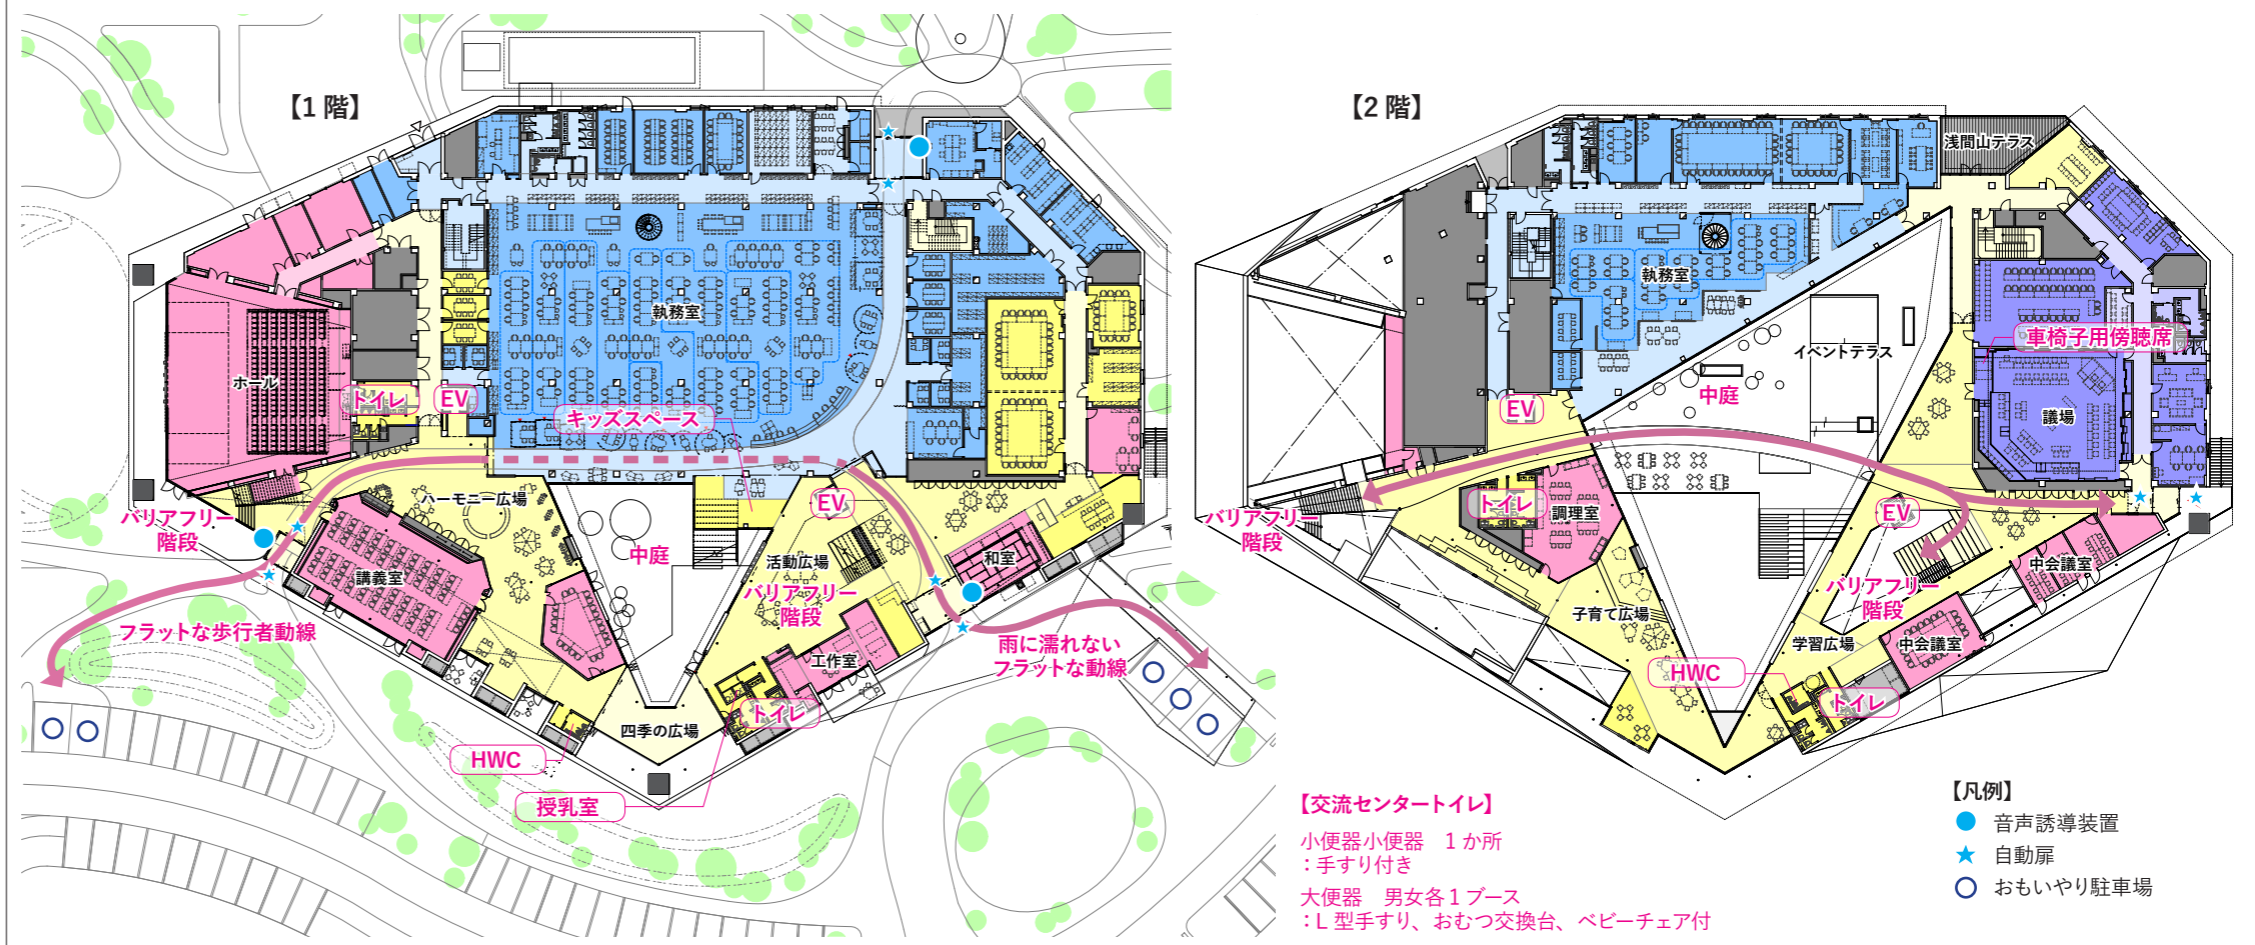 【1階】
執務室
ホール
トイレ
EV
キッズスペース
ハーモニー広場
EV
バリアフリー
階段
中庭
活動広場
和室
バリアフリー
階段
講義室
フラットな歩行者動線
雨に濡れない
フラットな動線
工作室
トイレ
四季の広場
HWC
授乳室
【2階】
浅間山テラス
執務室
車椅子用傍聴席
イベントテラス
中庭
EV
議場
トイレ
調理室
EV
バリアフリー
階段
中会議室
バリアフリー
階段
子育て広場
学習広場
中会議室
HWC
トイレ
【交流センタートイレ】
小便器小便器　1か所
：手すり付き
大便器　男女各1ブース
：L型手すり、おむつ交換台、ベビーチェア付
【凡例】
音声誘導装置
自動扉
おもいやり駐車場